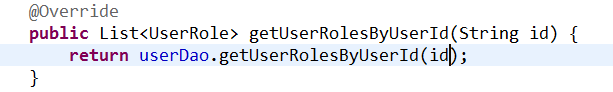 @Override
public List<UserRole> getUserRolesByUserId(String id) {
return userDao.getUserRolesByUserId(id);
}